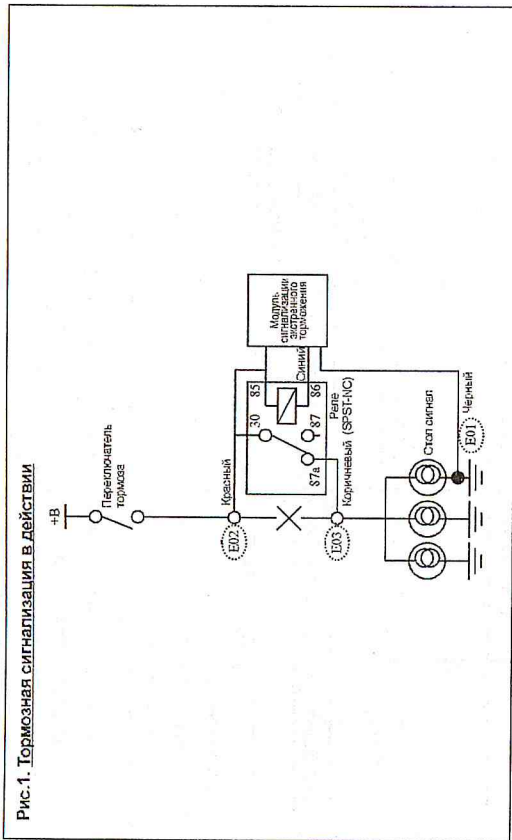 Рис.1. Тормозная сигнализация в действии
+В
Переключатель
тормоза
Красный
E02
30
85
Синий
86
87
87a
Реле
(SPST-NC)
Модуль
сигнализации
экстренного
торможения
E03
Коричневый
Стоп сигнал
E01
Черный